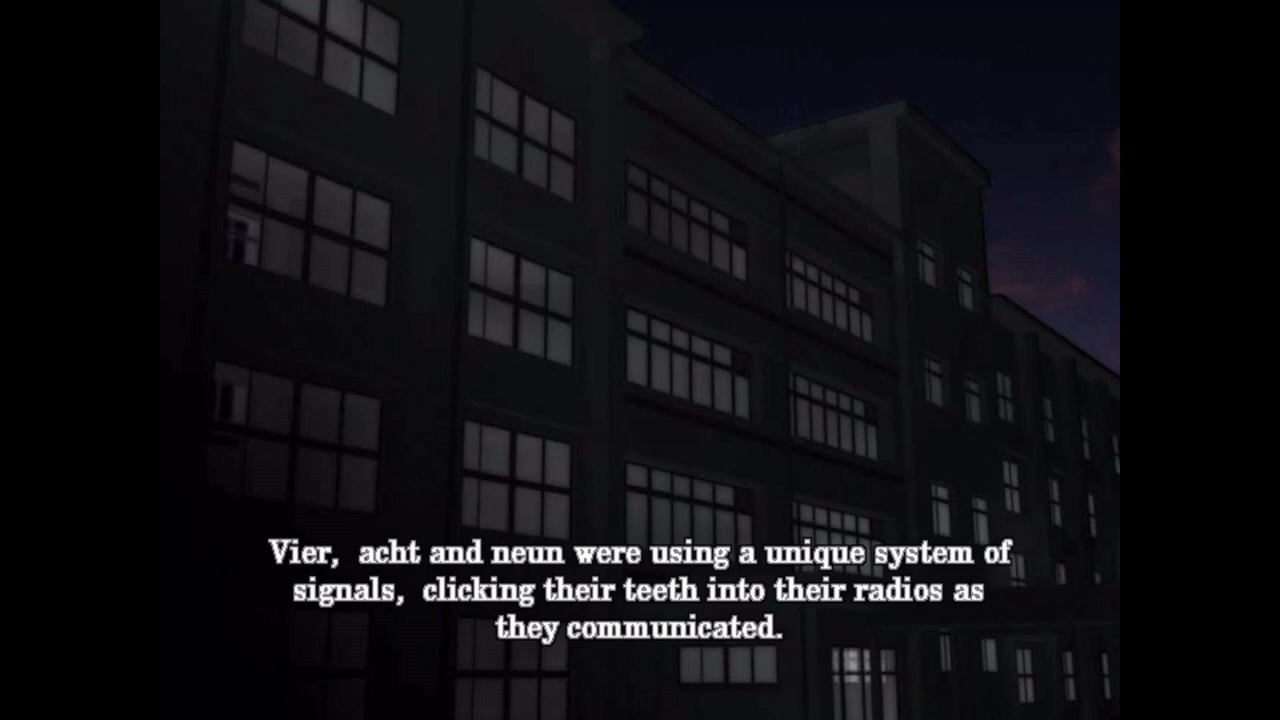 Vier,  acht and neun were using a unique system of
signals,  clicking their teeth into their radios as
they communicated.